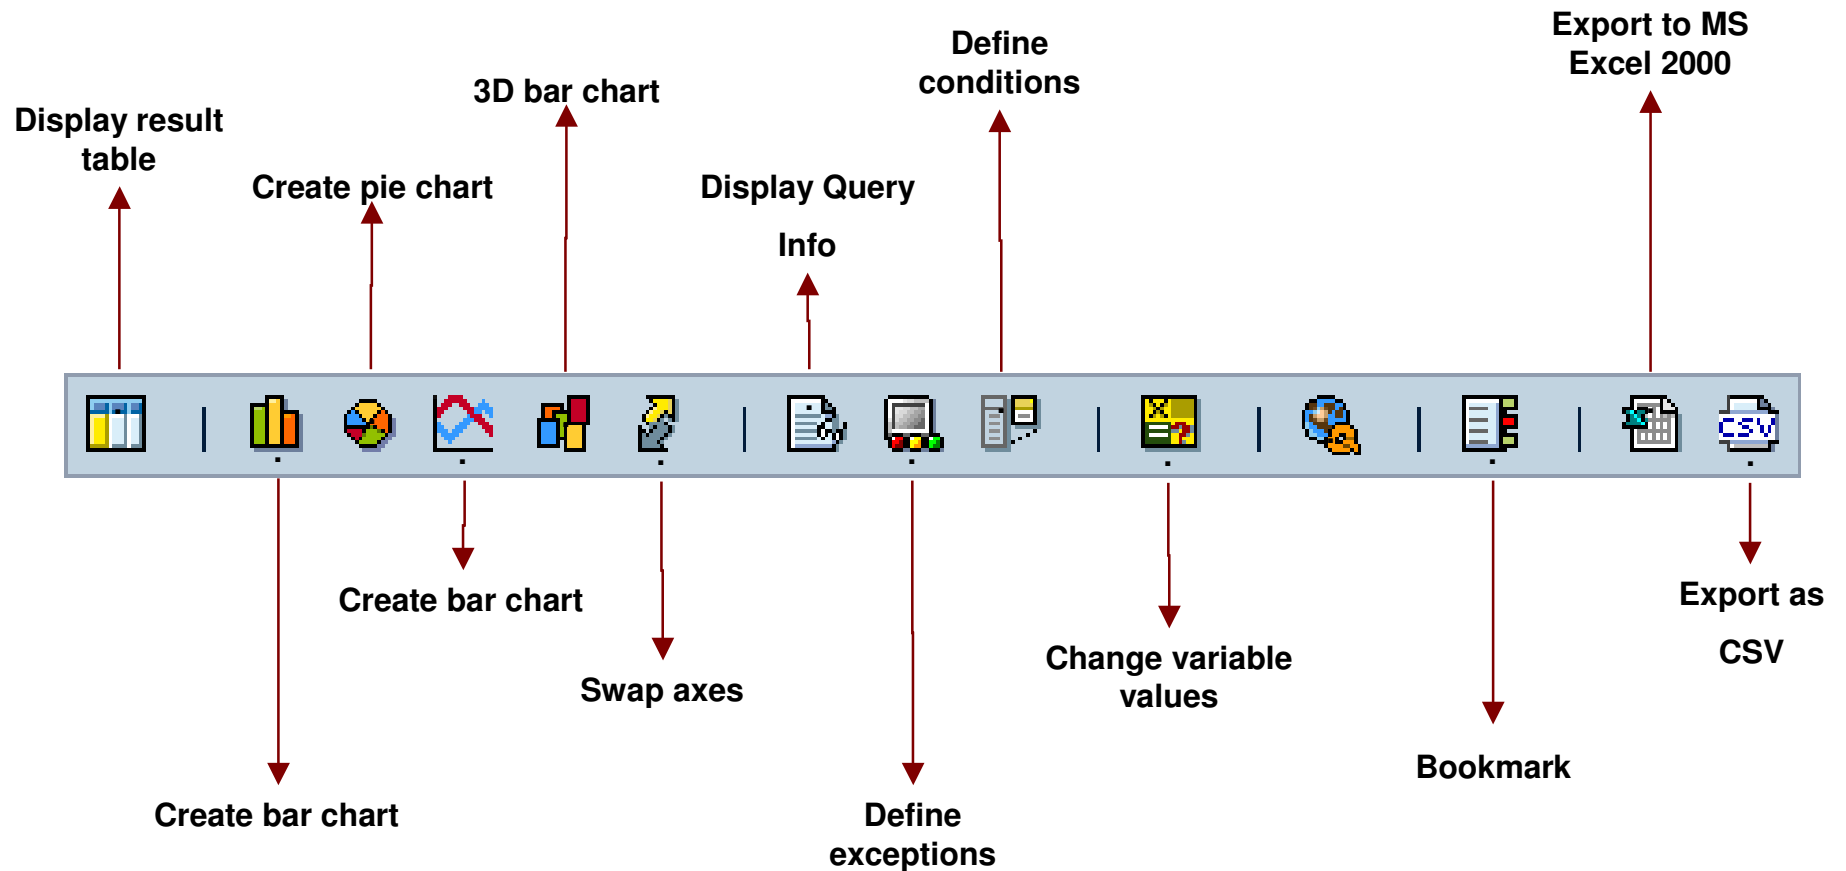 Export to MS
Excel 2000
Define
conditions
3D bar chart
Display result
table
Create pie chart
Display Query
Info
CSV
Create bar chart
Export as
CSV
Change variable
values
Swap axes
Bookmark
Create bar chart
Define
exceptions